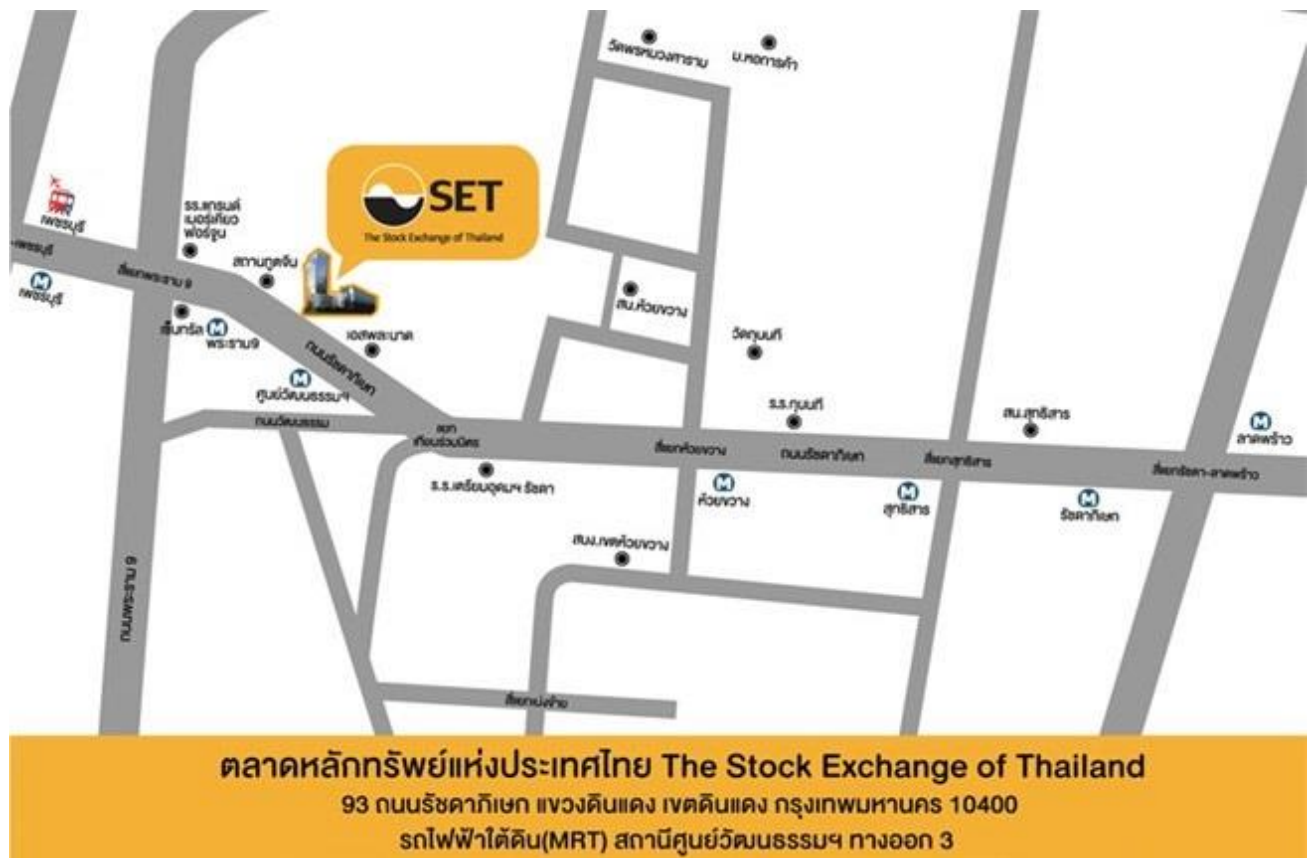 วัดพรหมวงศาราม
ม.หอการค้า
SET
The Stock Exchange of Thailand
เพชรบุรี
รร.แกรนด์
เมอร์เคียว
ฟอร์จูน
สถานทูตจีน
-เพชรบุรี
เพชรบุรี
สี่แยกพระราม 9
เซ็นทรัล
พระราม9
เอสพละนาด
สน.ห้วยขวาง
วัดกุนนที
ถนนรัชดาภิเษก
ศูนย์วัฒนธรรมฯ
ถนนวัฒนธรรม
แยก
เทียมร่วมมิตร
ร.ร.กุนนที
สน.สุทธิสาร
ลาดพร้าว
สี่แยกห้วยขวาง
ถนนรัชดาภิเษก
สี่แยกสุทธิสาร
สี่แยกรัชดา-ลาดพร้าว
ร.ร.เตรียมอุดมฯ รัชดา
ห้วยขวาง
สุทธิสาร
รัชดาภิเษก
สนง.เขตห้วยขวาง
ถนนพระราม 9
ตลาดหลักทรัพย์แห่งประเทศไทย The Stock Exchange of Thailand
93 ถนนรัชดาภิเษก แขวงดินแดง เขตดินแดง กรุงเทพมหานคร 10400
รถไฟฟ้าใต้ดิน(MRT) สถานีศูนย์วัฒนธรรมฯ ทางออก 3